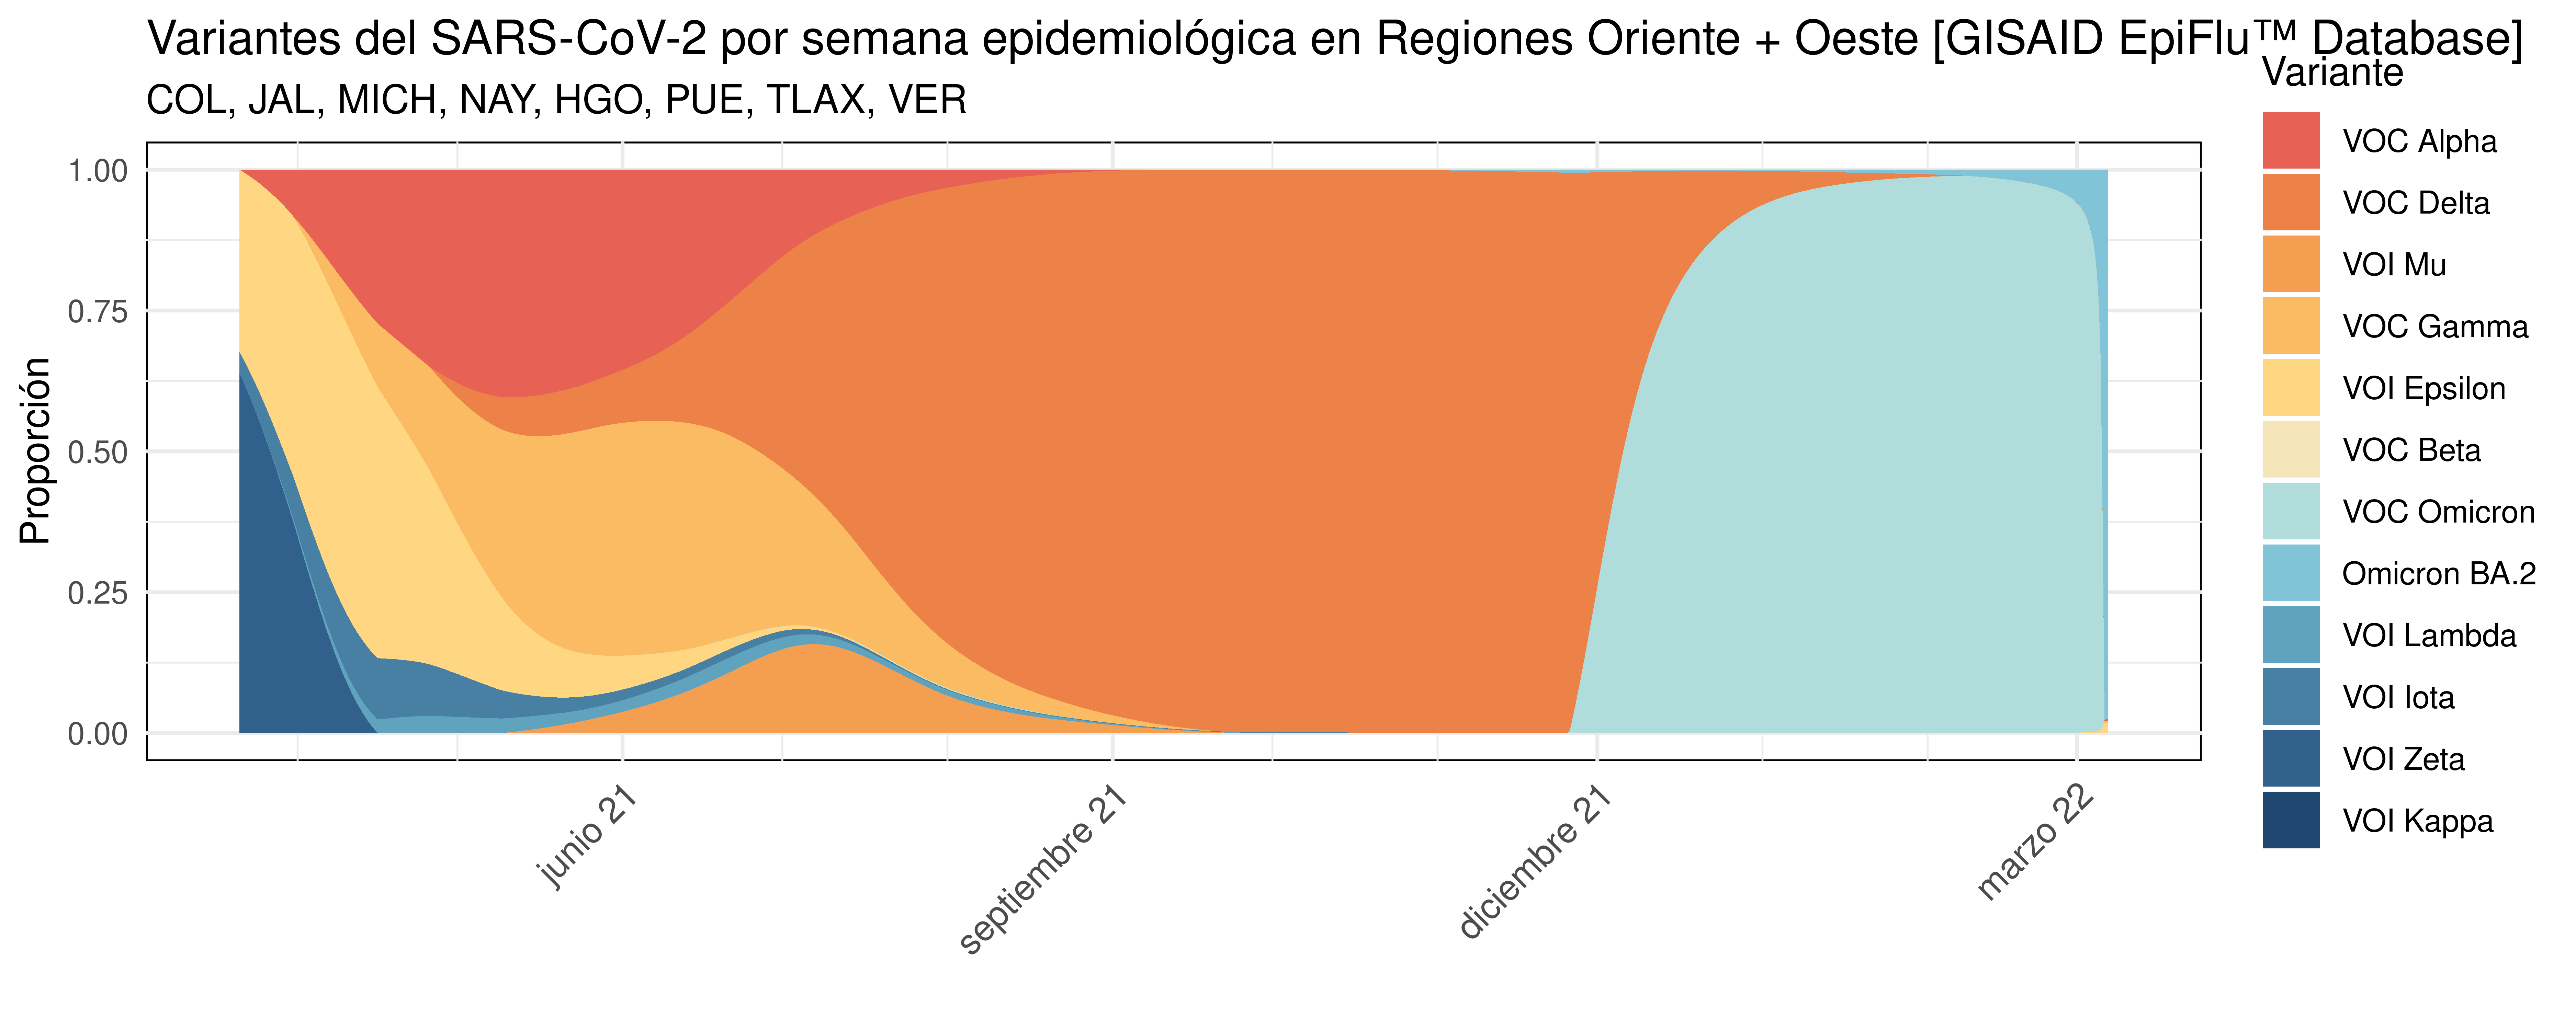 Variantes del SARS-CoV-2 por semana epidemiológica en Regiones Oriente + Oeste [GISAID EpiFlu™ Database]
COL, JAL, MICH, NAY, HGO, PUE, TLAX, VER
Variante
VOC Alpha
VOC Delta
VOI Mu
VOC Gamma
VOI Epsilon
VOC Beta
VOC Omicron
Omicron BA.2
VOI Lambda
VOI Iota
VOI Zeta
VOI Kappa
Proporción
1.00
0.75
0.50
0.25
0.00
junio 21
septiembre 21
diciembre 21
marzo 22